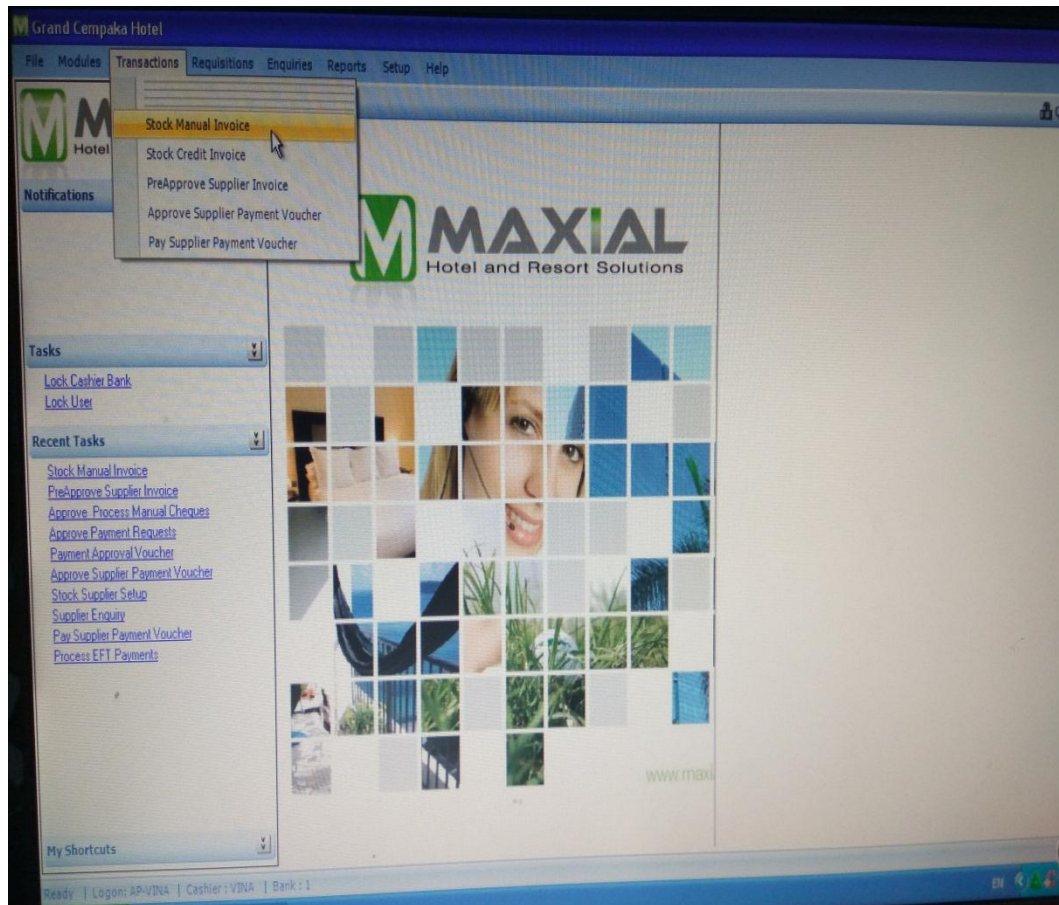 Grand Cempaka Hotel
File Modules Transactions Requisitions Enquiries Reports Setup Help
Stock Manual Invoice
Stock Credit Invoice
PreApprove Supplier Invoice
Approve Supplier Payment Voucher
Pay Supplier Payment Voucher
M
Hotel
Notifications
MAXIAL
Hotel and Resort Solutions
Tasks
Lock Cashier Bank
Lock User
Recent Tasks
Stock Manual Invoice
PreApprove Supplier Invoice
Approve Process Manual Cheques
Approve Payment Requests
Payment Approval Voucher
Approve Supplier Payment Voucher
Stock Supplier Setup
Supplier Enquiry
Pay Supplier Payment Voucher
Process EFT Payments
www.maxi
My Shortcuts
Ready | Logon: AP-VINA | Cashier : VINA | Bank : 1
EN